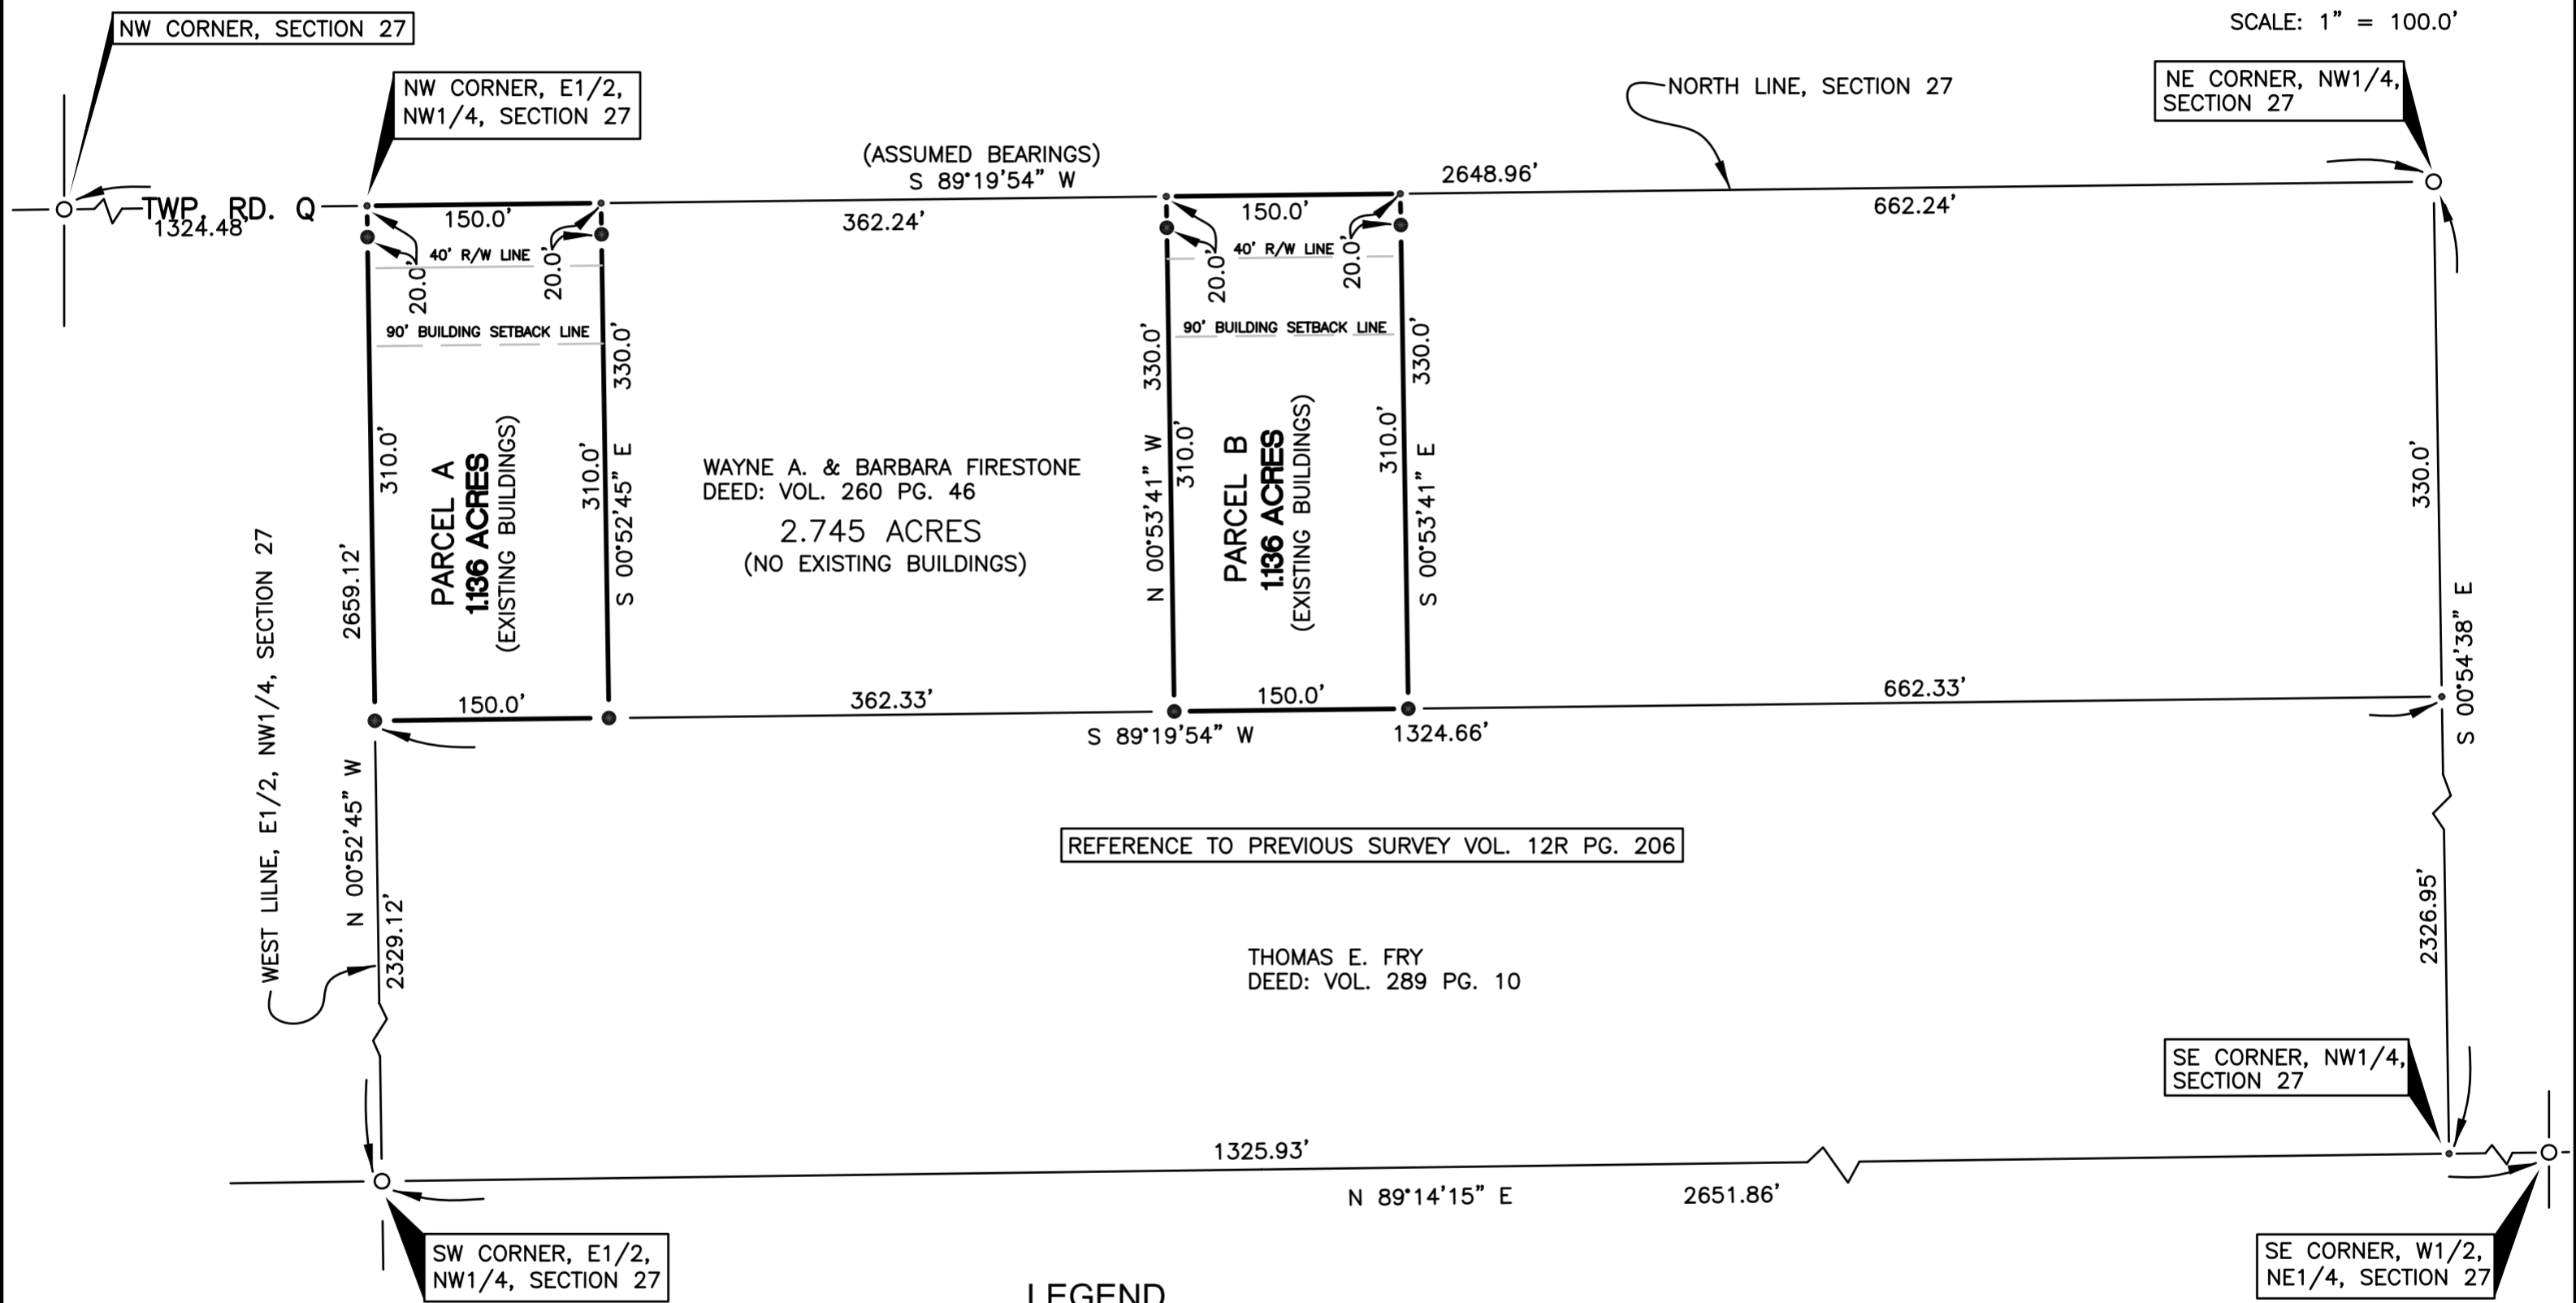 NW CORNER, SECTION 27
SCALE: 1” = 100.0’
NW CORNER, E1/2,
NW1/4, SECTION 27
NORTH LINE, SECTION 27
NE CORNER, NW1/4,
SECTION 27
(ASSUMED BEARINGS)
S 89°19’54” W
2648.96’
TWP. RD. Q
1324.48’
150.0’
362.24’
150.0’
662.24’
40’ R/W LINE
20.0’
20.0’
40’ R/W LINE
20.0’
20.0’
90’ BUILDING SETBACK LINE
90’ BUILDING SETBACK LINE
330.0’
330.0’
330.0’
310.0’
310.0’
310.0’
310.0’
330.0’
PARCEL A
1.136 ACRES
(EXISTING BUILDINGS)
S 00°52’45” E
WAYNE A. & BARBARA FIRESTONE
DEED: VOL. 260 PG. 46
2.745 ACRES
(NO EXISTING BUILDINGS)
N 00°53’41” W
PARCEL B
1.136 ACRES
(EXISTING BUILDINGS)
S 00°53’41” E
2659.12’
WEST LILNE, E1/2, NW1/4, SECTION 27
S 00°54’38” E
150.0’
362.33’
150.0’
662.33’
S 89°19’54” W
1324.66’
N 00°52’45” W
2329.12’
REFERENCE TO PREVIOUS SURVEY VOL. 12R PG. 206
2326.95’
THOMAS E. FRY
DEED: VOL. 289 PG. 10
SE CORNER, NW1/4,
SECTION 27
1325.93’
N 89°14’15” E
2651.86’
SW CORNER, E1/2,
NW1/4, SECTION 27
SE CORNER, W1/2,
NE1/4, SECTION 27
LEGEND